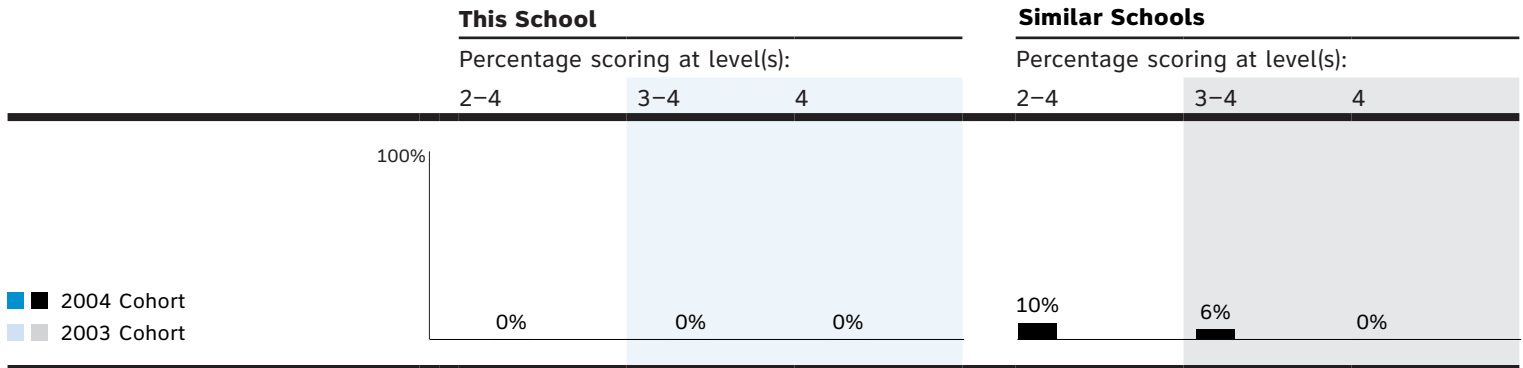 This School
Similar Schools
Percentage scoring at level(s):
Percentage scoring at level(s):
2–4 3–4 4
2–4 3–4 4
100%
10%
6%
0% 0% 0%
0%
2004 Cohort
2003 Cohort